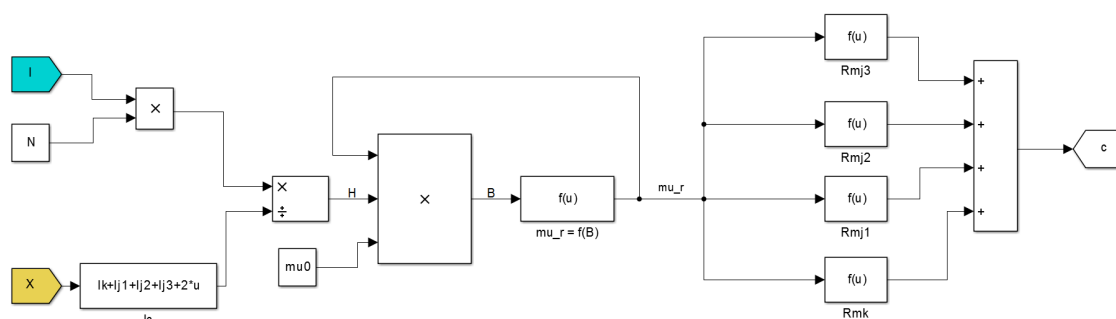 I
N
×
X
lk+lj1+lj2+lj3+2*u
×
÷
H
mu0
×
B
f(u)
mu_r = f(B)
mu_r
f(u)
Rmj3
f(u)
Rmj2
f(u)
Rmj1
f(u)
Rmk
+
+
+
+
c